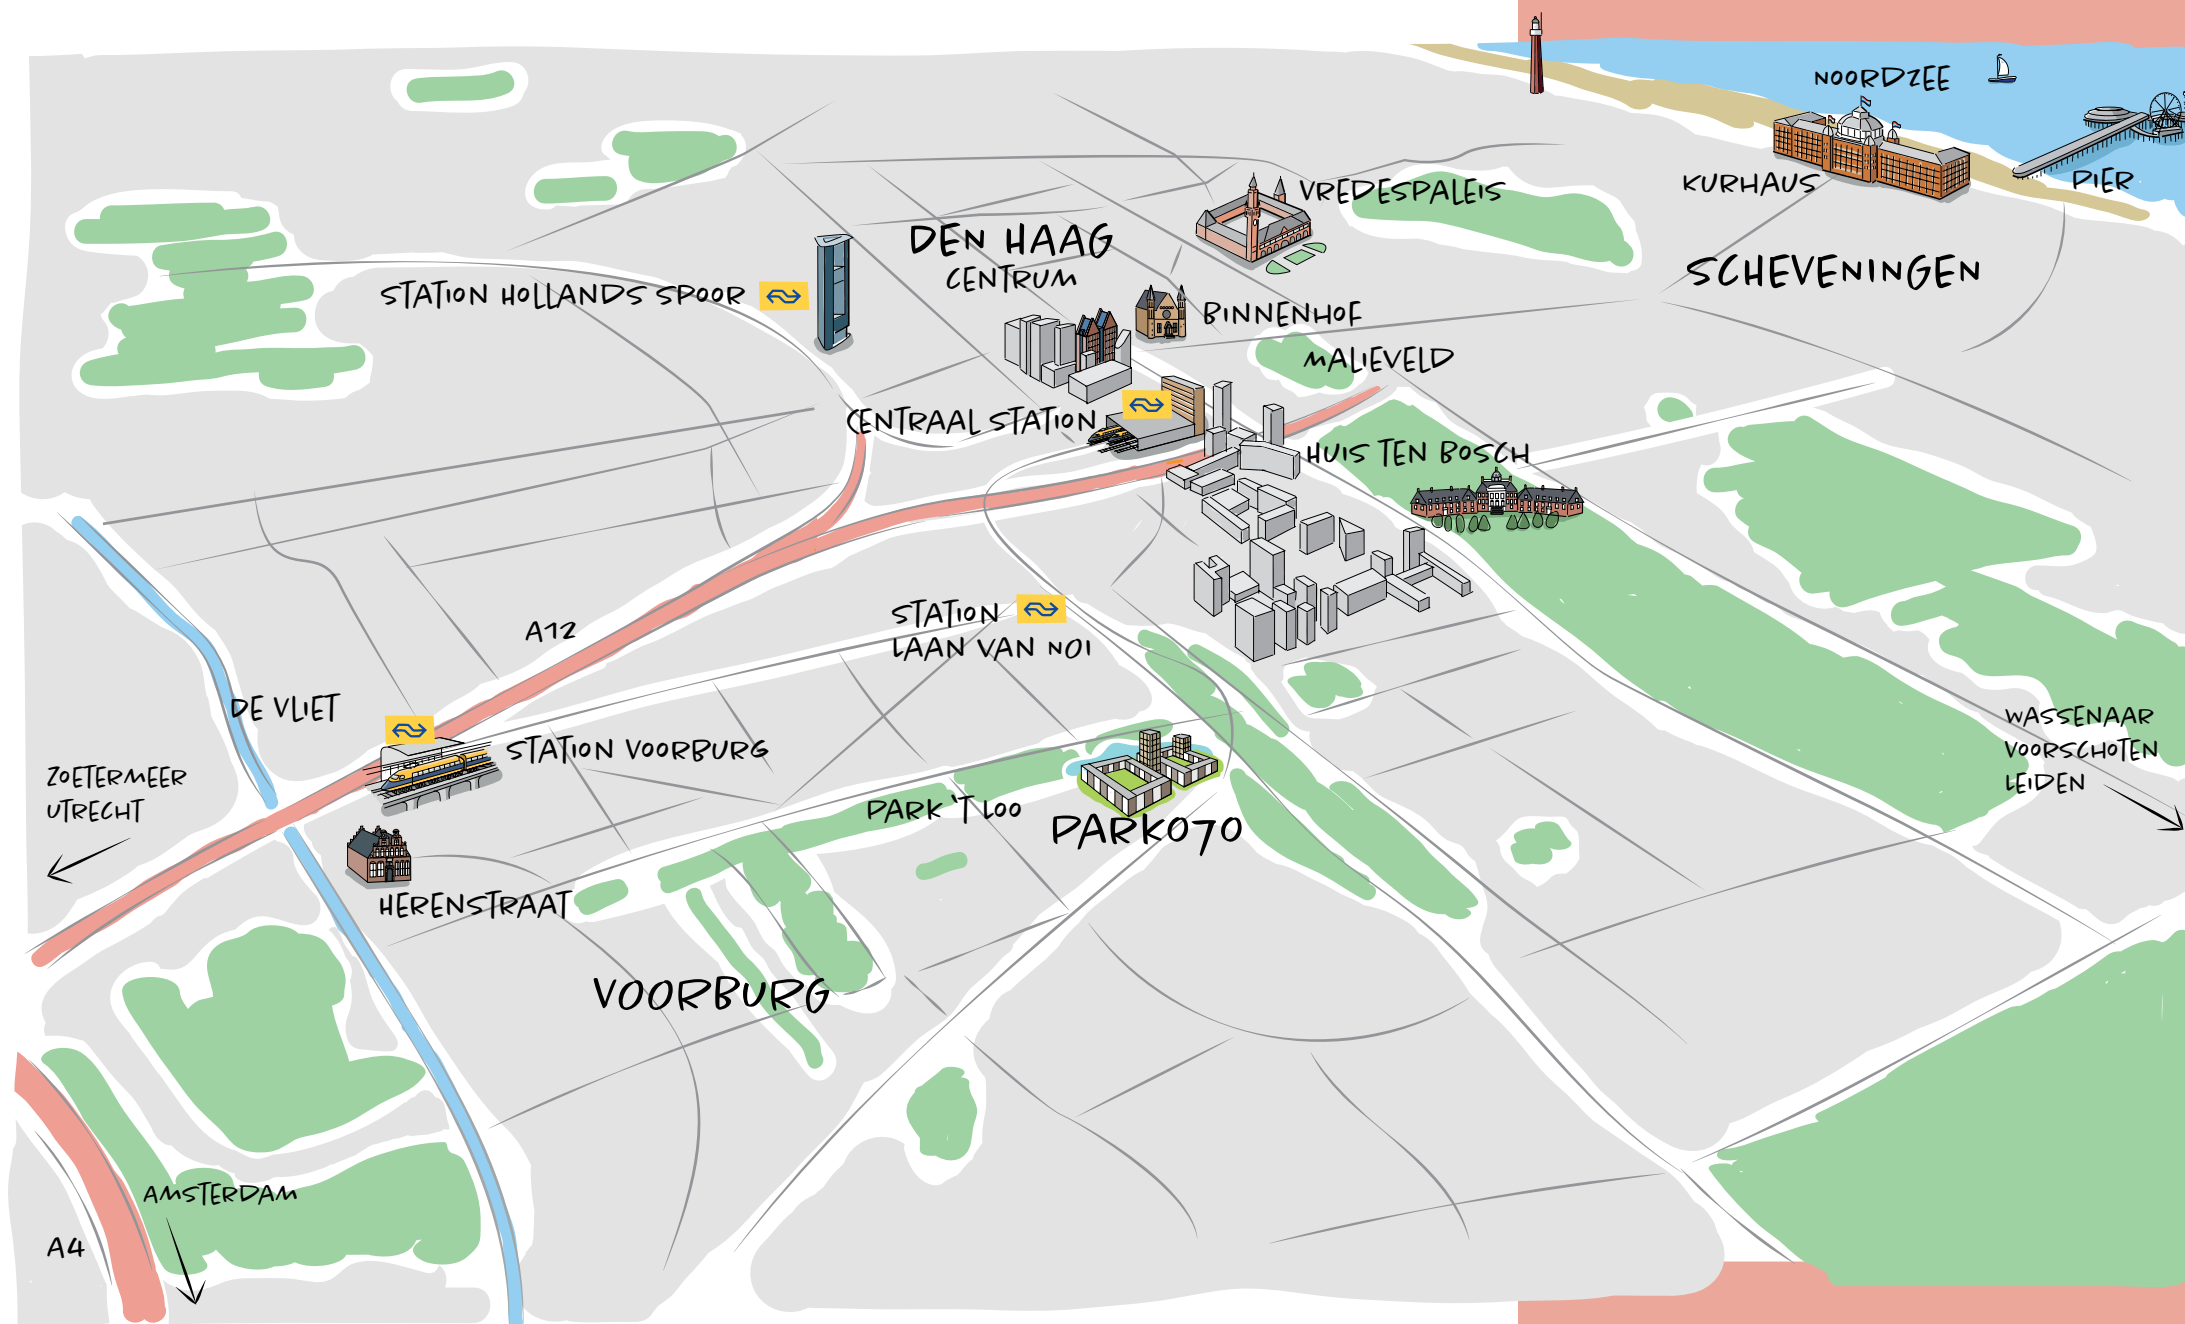 NOORDZEE
KURHAUS
PIER
VREDESPALEIS
DEN HAAG
CENTRUM
SCHEVENINGEN
STATION HOLLANDS SPOOR
BINNENHOF
MALIEVELD
CENTRAAL STATION
HUIS TEN BOSCH
A12
STATION
LAAN VAN NOI
DE VLIET
STATION VOORBURG
ZOETERMEER
UTRECHT
WASSENAAR
VOORSCHOTEN
LEIDEN
PARK 'T LOO
PARK070
HERENSTRAAT
VOORBURG
AMSTERDAM
A4